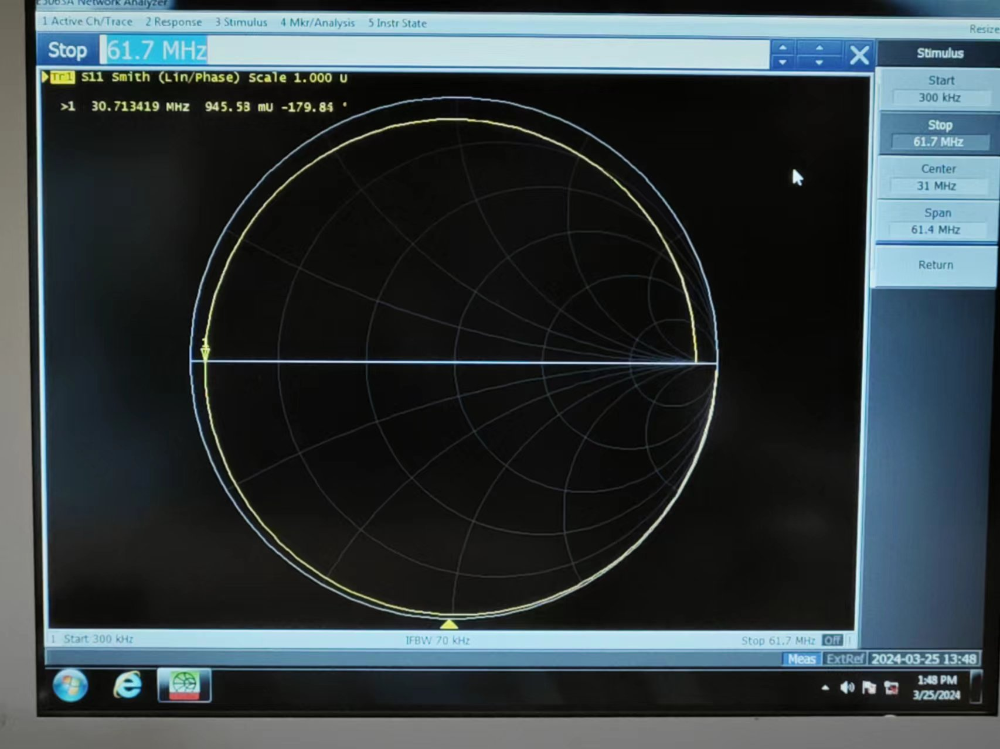 E5063A Network Analyzer
1 Active Ch/Trace 2 Response 3 Stimulus 4 Mkr/Analysis 5 Instr State
Resize
Stop 61.7 MHz
Tr1 S11 Smith (Lin/Phase) Scale 1.000 U
>1 30.713419 MHz 945.53 mU -179.84 °
1
Stimulus
Start
300 kHz
Stop
61.7 MHz
Center
31 MHz
Span
61.4 MHz
Return
1 Start 300 kHz IFBW 70 kHz Stop 61.7 MHz Off
Meas ExtRef 2024-03-25 13:48
1:48 PM
3/25/2024